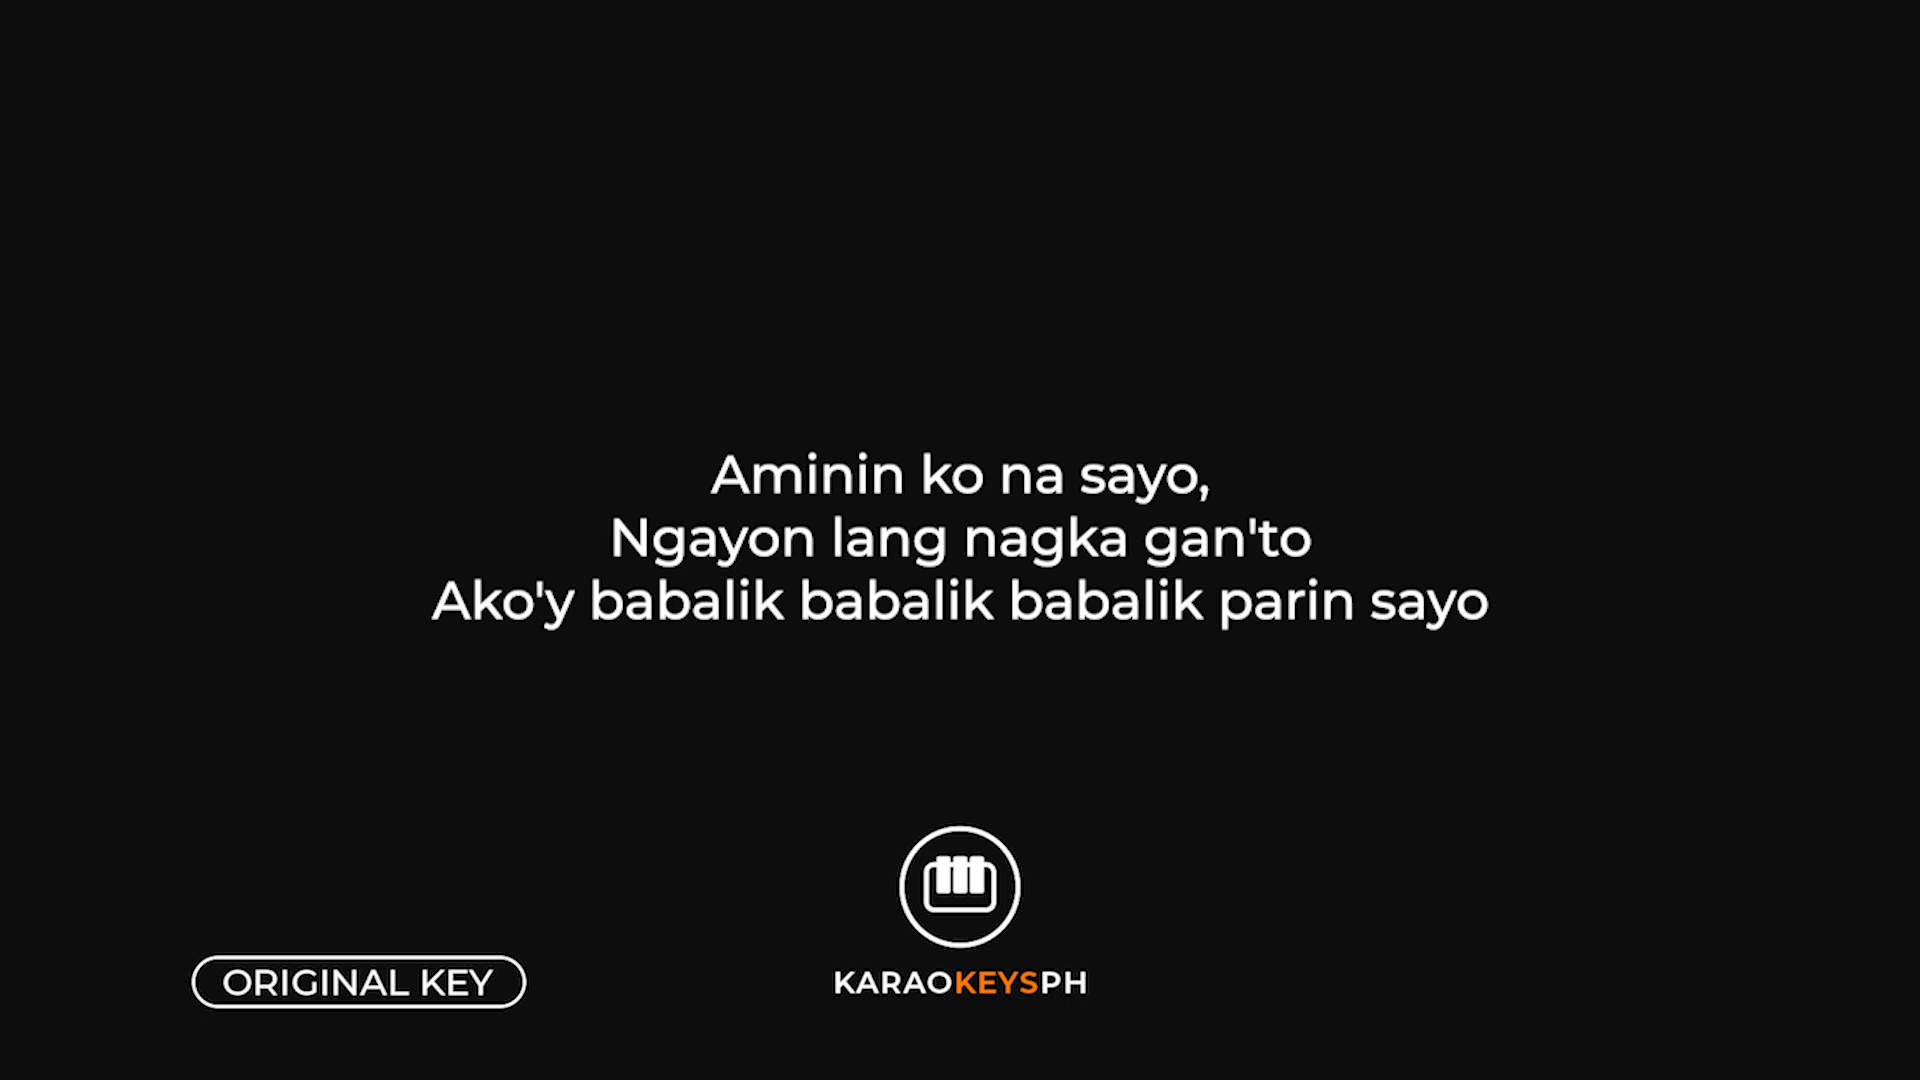 Aminin ko na sayo,
Ngayon lang nagka gan'to
Ako'y babalik babalik babalik parin sayo
ORIGINAL KEY
KARAOKEYSPH